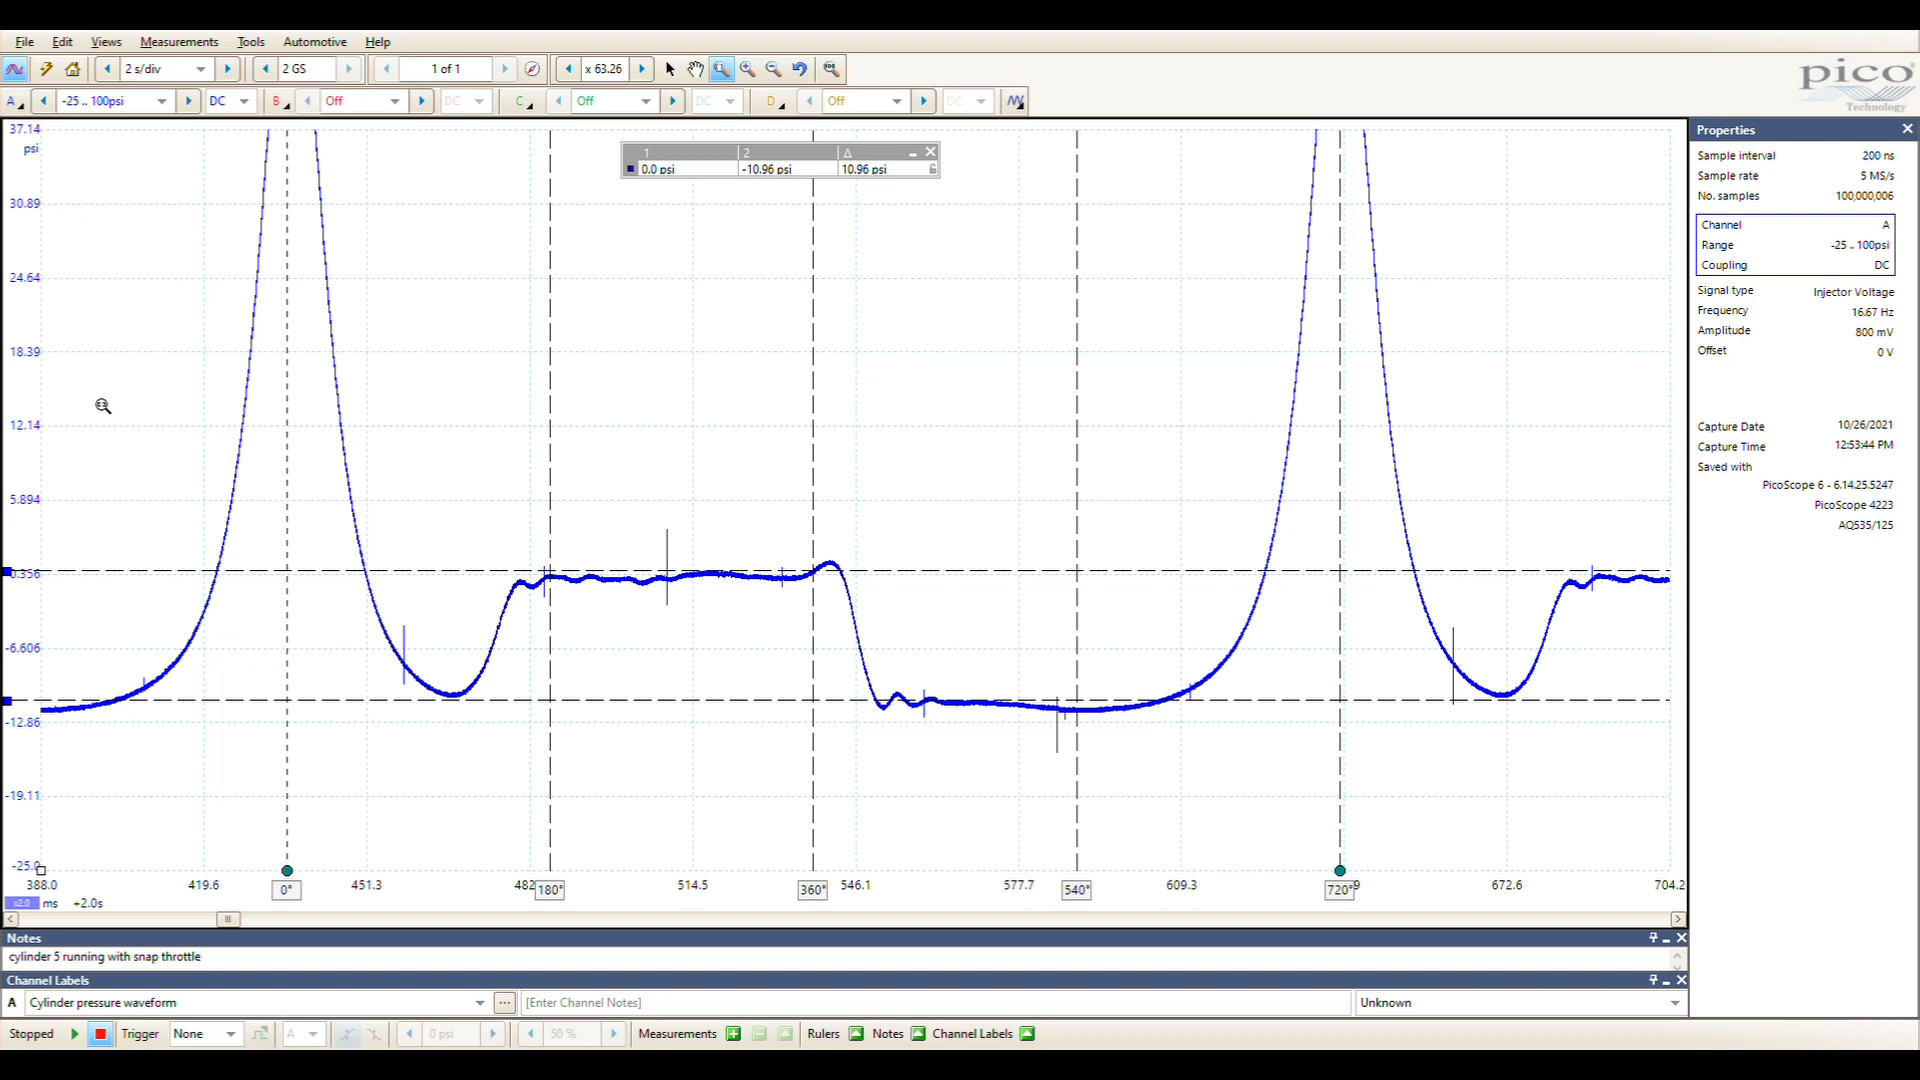 File Edit Views Measurements Tools Automotive Help
2 s/div 2 GS 1 of 1 x 63.26
pico
Technology
A -25 .. 100psi DC B Off DC C Off DC D Off DC
37.14
psi
30.89
24.64
18.39
12.14
5.894
0.356
-6.606
-12.86
-19.11
-25.0
1 2 Δ
0.0 psi -10.96 psi 10.96 psi
388.0 419.6 451.3 482 514.5 546.1 577.7 609.3 9 672.6 704.2
0° 180° 360° 540° 720°
x2.0 ms +2.0s
Properties
Sample interval 200 ns
Sample rate 5 MS/s
No. samples 100,000,006
Channel A
Range -25 .. 100psi
Coupling DC
Signal type Injector Voltage
Frequency 16.67 Hz
Amplitude 800 mV
Offset 0 V
Capture Date 10/26/2021
Capture Time 12:53:44 PM
Saved with
PicoScope 6 - 6.14.25.5247
PicoScope 4223
AQ535/125
Notes
cylinder 5 running with snap throttle
Channel Labels
A Cylinder pressure waveform ... [Enter Channel Notes] Unknown
Stopped Trigger None A 0 psi 50 % Measurements Rulers Notes Channel Labels